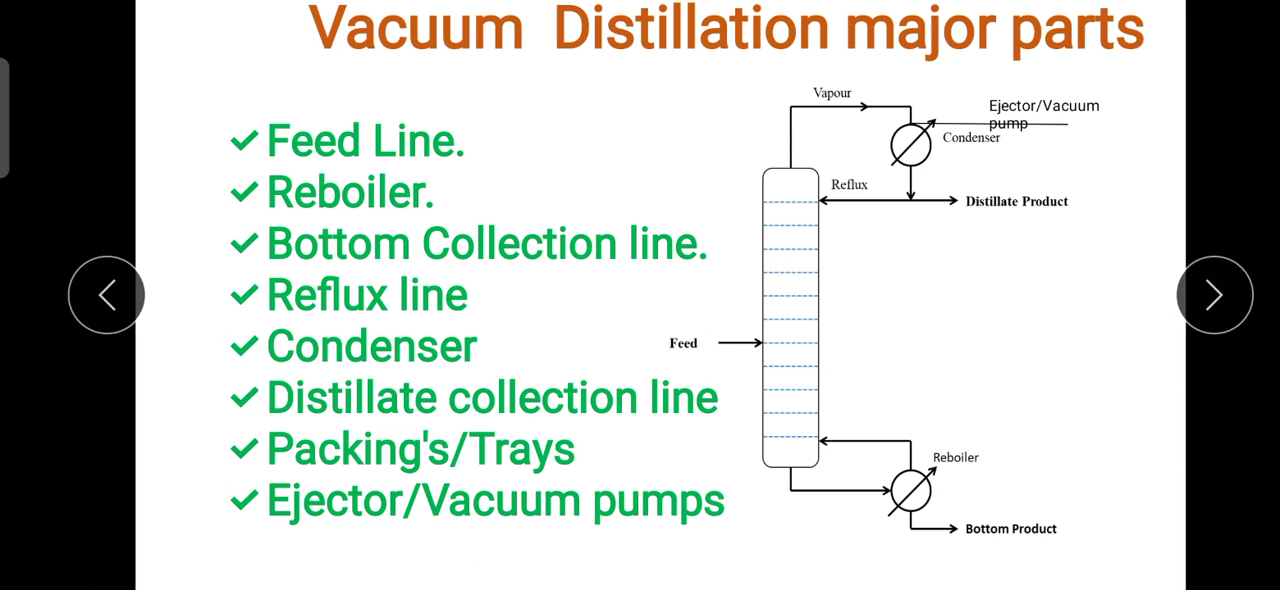 Vacuum Distillation major parts
Feed Line.
Reboiler.
Bottom Collection line.
Reflux line
Condenser
Distillate collection line
Packing's/Trays
Ejector/Vacuum pumps
Vapour
Ejector/Vacuum
pump
Condenser
Reflux
Distillate Product
Feed
Reboiler
Bottom Product